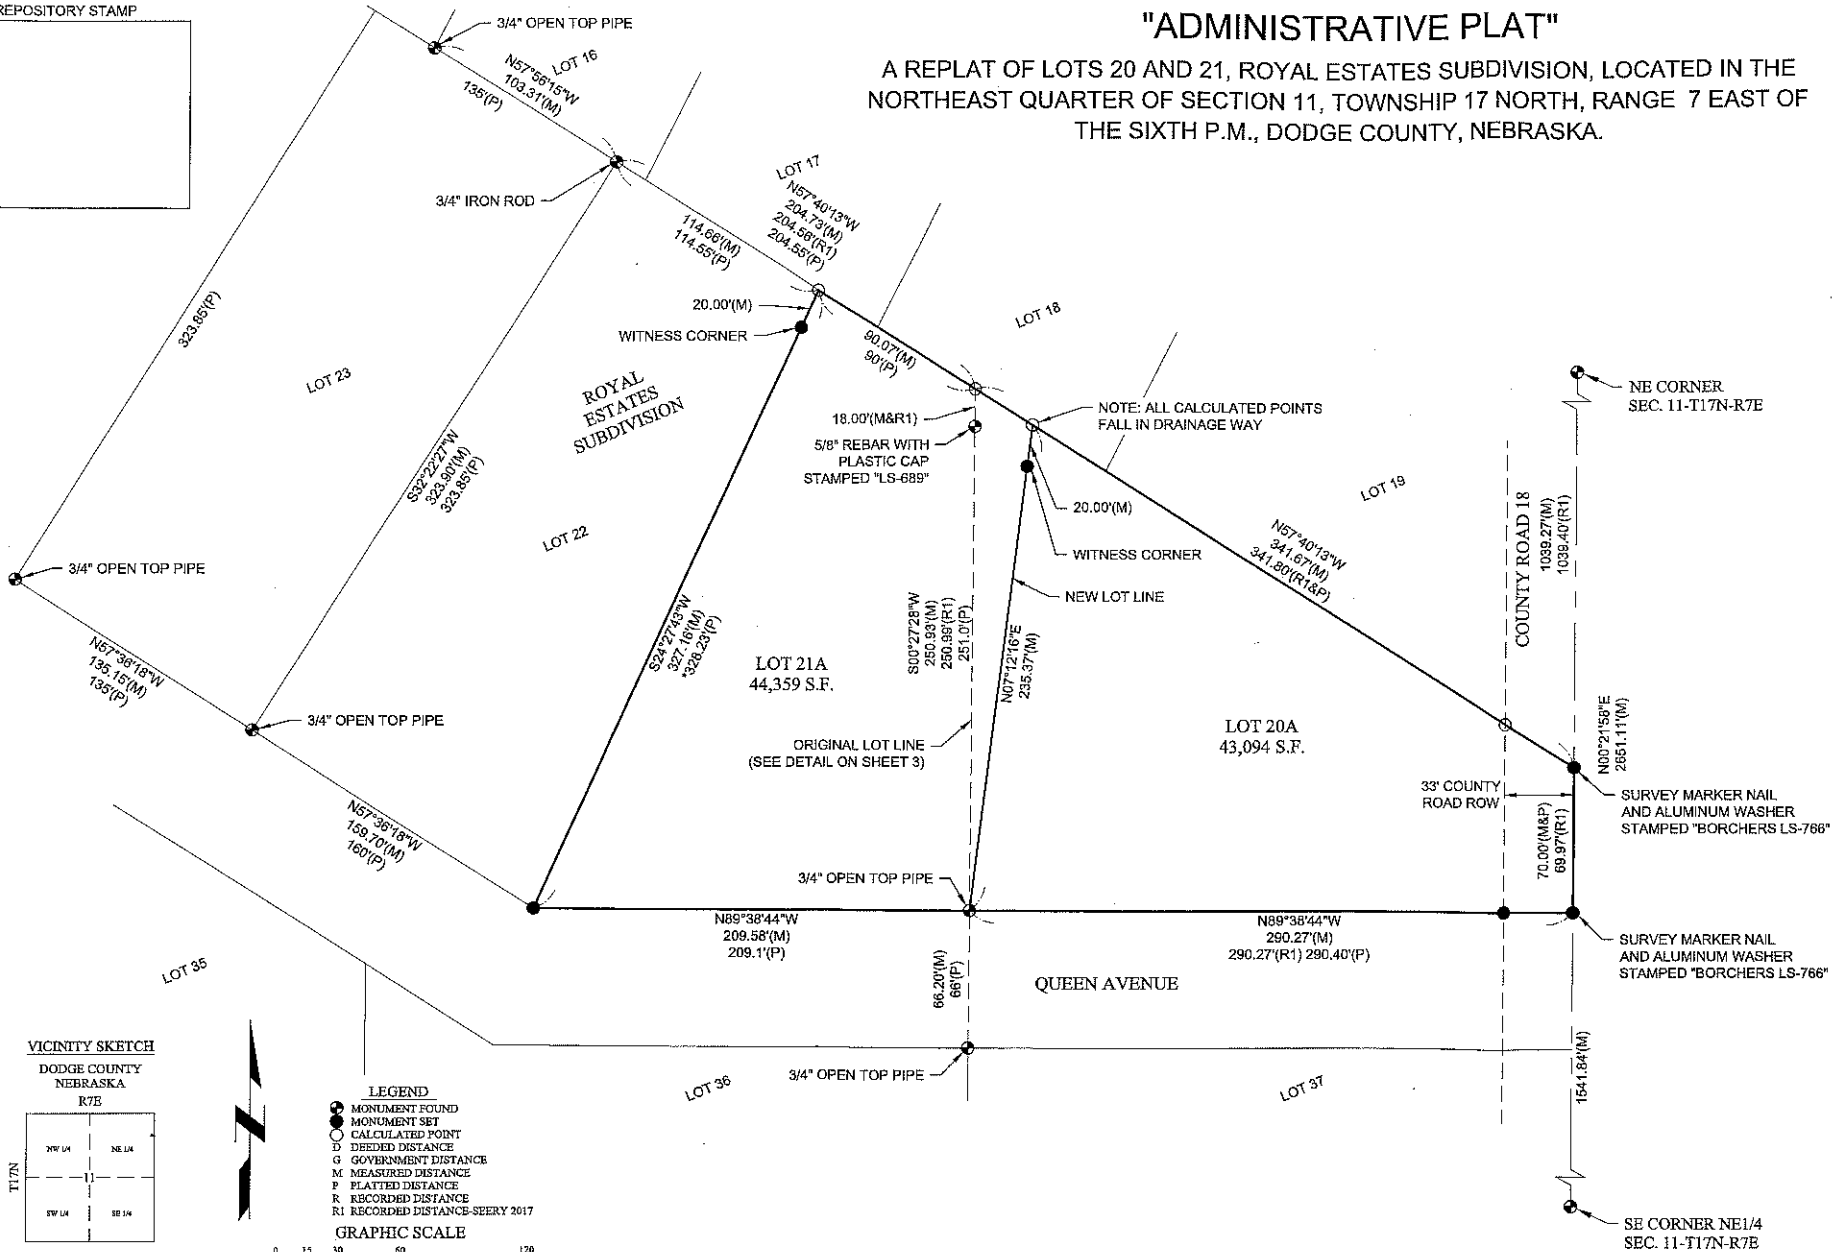 REPOSITORY STAMP
"ADMINISTRATIVE PLAT"
A REPLAT OF LOTS 20 AND 21, ROYAL ESTATES SUBDIVISION, LOCATED IN THE
NORTHEAST QUARTER OF SECTION 11, TOWNSHIP 17 NORTH, RANGE 7 EAST OF
THE SIXTH P.M., DODGE COUNTY, NEBRASKA.
3/4" OPEN TOP PIPE
LOT 16
N57°56'15"W
103.31'(M)
135'(P)
3/4" IRON ROD
LOT 17
N57°40'13"W
204.73'(M)
204.56'(R1)
204.55'(P)
114.66'(M)
114.55'(P)
20.00'(M)
WITNESS CORNER
LOT 18
90.07'(M)
90'(P)
323.85'(P)
LOT 23
ROYAL
ESTATES
SUBDIVISION
18.00'(M&R1)
5/8" REBAR WITH
PLASTIC CAP
STAMPED "LS-689"
NOTE: ALL CALCULATED POINTS
FALL IN DRAINAGE WAY
NE CORNER
SEC. 11-T17N-R7E
S32°22'27"W
323.90'(M)
323.85'(P)
LOT 22
20.00'(M)
WITNESS CORNER
LOT 19
N57°40'13"W
341.67'(M)
341.80'(R1&P)
COUNTY ROAD 18
1039.27'(M)
1039.40'(R1)
3/4" OPEN TOP PIPE
NEW LOT LINE
N57°36'18"W
135.15'(M)
135'(P)
S24°27'43"W
327.16'(M)
*328.23'(P)
LOT 21A
44,359 S.F.
S00°27'28"W
250.93'(M)
250.99'(R1)
251.0'(P)
N07°12'16"E
235.37'(M)
3/4" OPEN TOP PIPE
ORIGINAL LOT LINE
(SEE DETAIL ON SHEET 3)
LOT 20A
43,094 S.F.
N00°21'58"E
2651.11'(M)
33' COUNTY
ROAD ROW
SURVEY MARKER NAIL
AND ALUMINUM WASHER
STAMPED "BORCHERS LS-766"
N57°36'18"W
159.70'(M)
160'(P)
70.00'(M&P)
69.97'(R1)
3/4" OPEN TOP PIPE
N89°38'44"W
209.58'(M)
209.1'(P)
N89°38'44"W
290.27'(M)
290.27'(R1) 290.40'(P)
SURVEY MARKER NAIL
AND ALUMINUM WASHER
STAMPED "BORCHERS LS-766"
LOT 35
66.20'(M)
66'(P)
QUEEN AVENUE
3/4" OPEN TOP PIPE
LOT 36
LOT 37
1541.84'(M)
SE CORNER NE1/4
SEC. 11-T17N-R7E
VICINITY SKETCH
DODGE COUNTY
NEBRASKA
R7E
T17N
NW 1/4
NE 1/4
11
SW 1/4
SE 1/4
LEGEND
MONUMENT FOUND
MONUMENT SET
CALCULATED POINT
D DEEDED DISTANCE
G GOVERNMENT DISTANCE
M MEASURED DISTANCE
P PLATTED DISTANCE
R RECORDED DISTANCE
R1 RECORDED DISTANCE-SEERY 2017
GRAPHIC SCALE
0 15 30 60 120